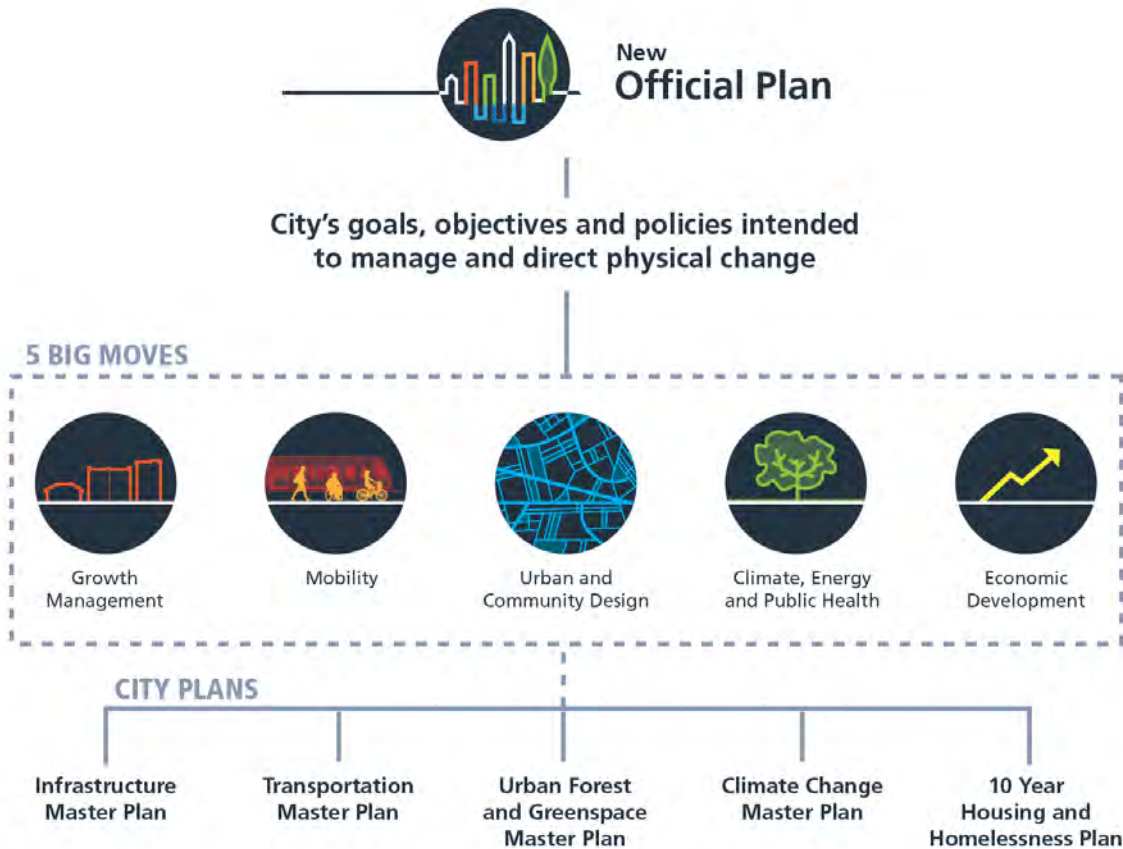 New
Official Plan
City's goals, objectives and policies intended
to manage and direct physical change
5 BIG MOVES
Growth
Management
Mobility
Urban and
Community Design
Climate, Energy
and Public Health
Economic
Development
CITY PLANS
Infrastructure
Master Plan
Transportation
Master Plan
Urban Forest
and Greenspace
Master Plan
Climate Change
Master Plan
10 Year
Housing and
Homelessness Plan